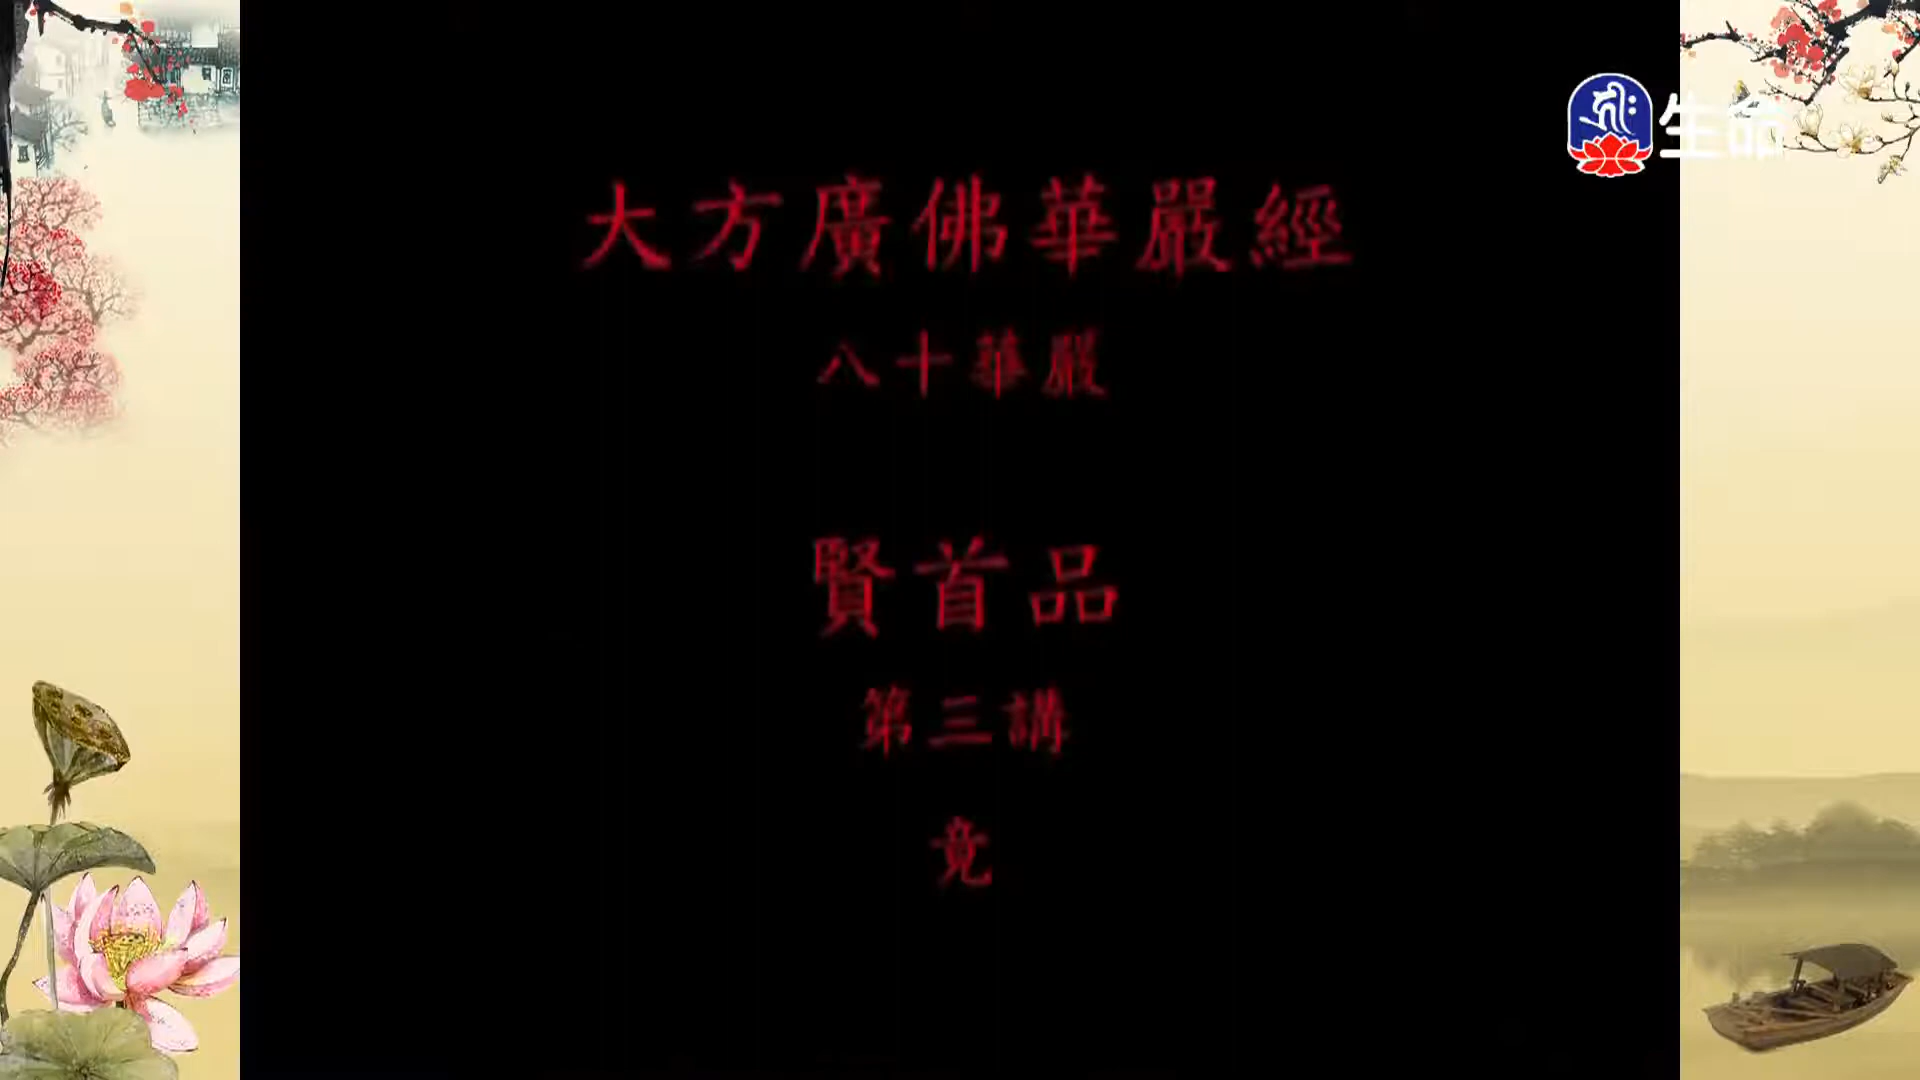 大方廣佛華嚴經
八十華嚴
賢首品
第三講
竟
生命